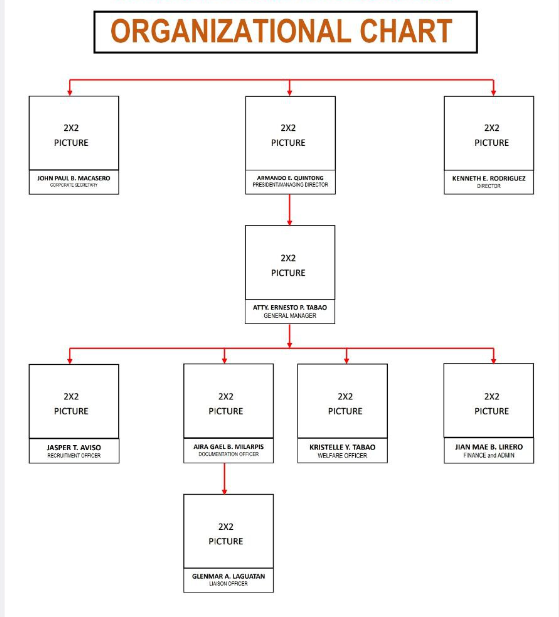 ORGANIZATIONAL CHART
2X2
PICTURE
JOHN PAUL B. MACASERO
CORPORATE SECRETARY
2X2
PICTURE
ARMANDO E. QUINTONG
PRESIDENT/MANAGING DIRECTOR
2X2
PICTURE
KENNETH E. RODRIGUEZ
DIRECTOR
2X2
PICTURE
ATTY. ERNESTO P. TABAO
GENERAL MANAGER
2X2
PICTURE
JASPER T. AVISO
RECRUITMENT OFFICER
2X2
PICTURE
AIRA GAEL B. MILARPIS
DOCUMENTATION OFFICER
2X2
PICTURE
KRISTELLE Y. TABAO
WELFARE OFFICER
2X2
PICTURE
JIAN MAE B. LIRERO
FINANCE and ADMIN
2X2
PICTURE
GLENMAR A. LAGUATAN
LIAISON OFFICER